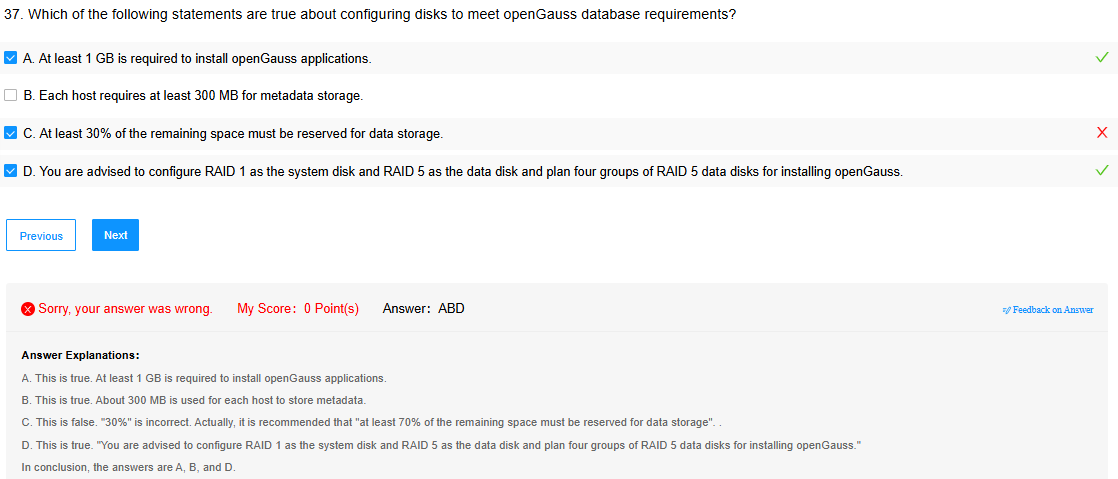 37. Which of the following statements are true about configuring disks to meet openGauss database requirements?
A. At least 1 GB is required to install openGauss applications.
B. Each host requires at least 300 MB for metadata storage.
C. At least 30% of the remaining space must be reserved for data storage.
D. You are advised to configure RAID 1 as the system disk and RAID 5 as the data disk and plan four groups of RAID 5 data disks for installing openGauss.
Previous Next
Sorry, your answer was wrong. My Score: 0 Point(s) Answer: ABD Feedback on Answer
Answer Explanations:
A. This is true. At least 1 GB is required to install openGauss applications.
B. This is true. About 300 MB is used for each host to store metadata.
C. This is false. "30%" is incorrect. Actually, it is recommended that "at least 70% of the remaining space must be reserved for data storage". .
D. This is true. "You are advised to configure RAID 1 as the system disk and RAID 5 as the data disk and plan four groups of RAID 5 data disks for installing openGauss."
In conclusion, the answers are A, B, and D.